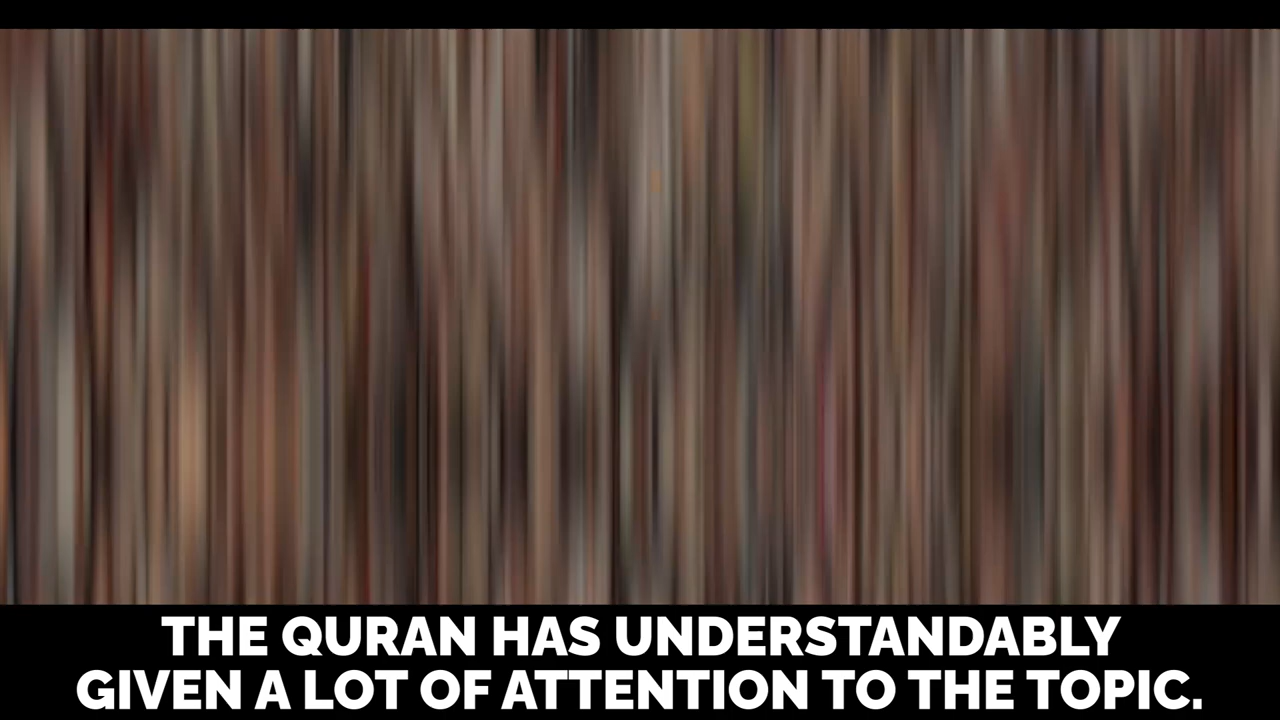 THE QURAN HAS UNDERSTANDABLY
GIVEN A LOT OF ATTENTION TO THE TOPIC.